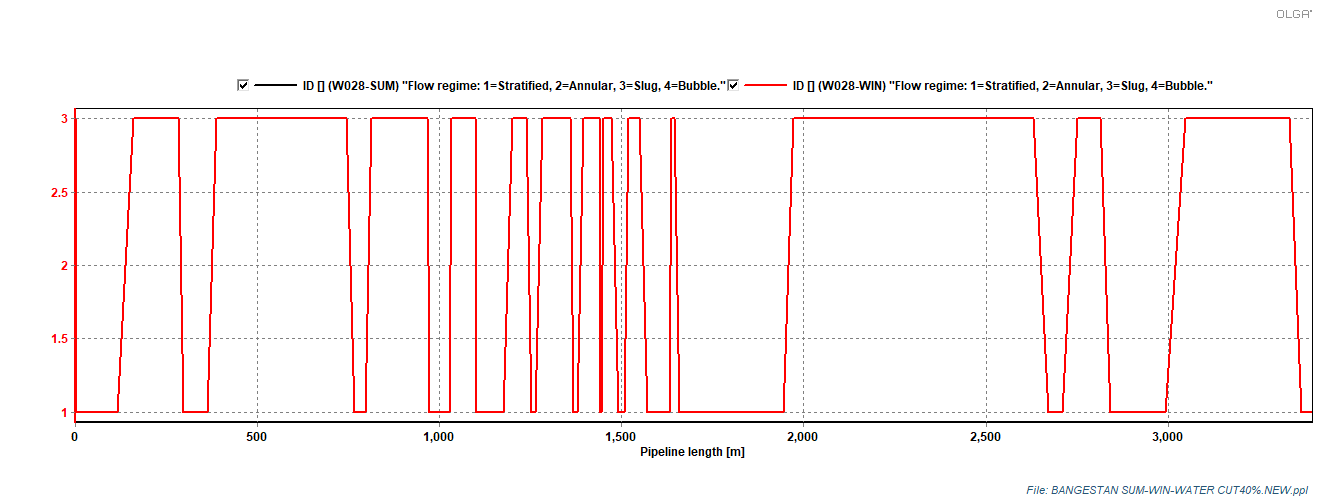 OLGA
ID [] (W028-SUM) "Flow regime: 1=Stratified, 2=Annular, 3=Slug, 4=Bubble." ID [] (W028-WIN) "Flow regime: 1=Stratified, 2=Annular, 3=Slug, 4=Bubble."
3
2.5
2
1.5
1
0 500 1,000 1,500 2,000 2,500 3,000
Pipeline length [m]
File: BANGESTAN SUM-WIN-WATER CUT40%.NEW.ppl